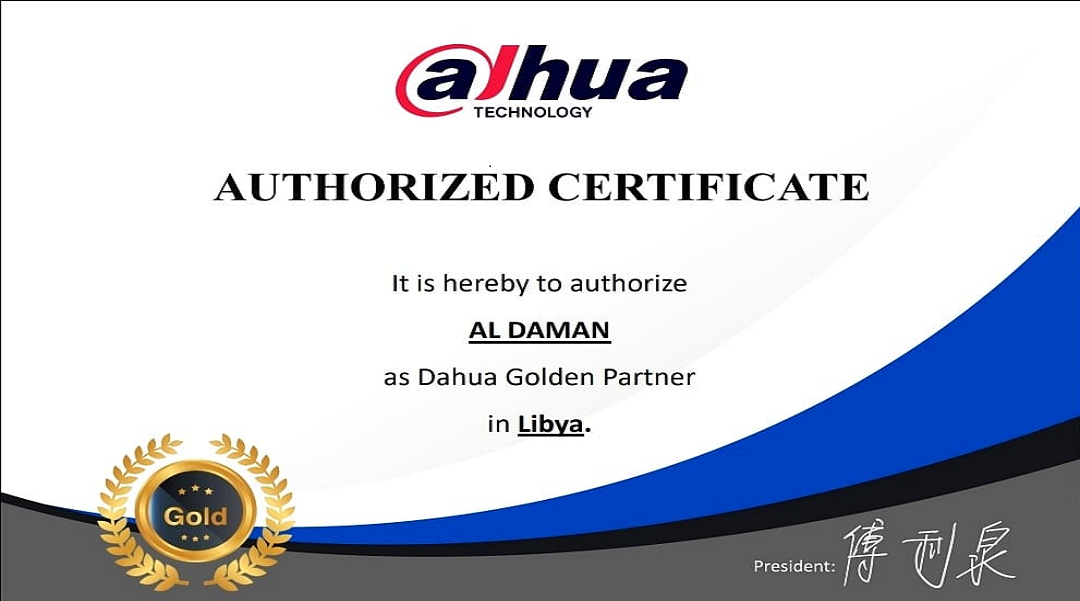 alhua
TECHNOLOGY
AUTHORIZED CERTIFICATE
It is hereby to authorize
AL DAMAN
as Dahua Golden Partner
in Libya.
Gold
President: 傅利泉